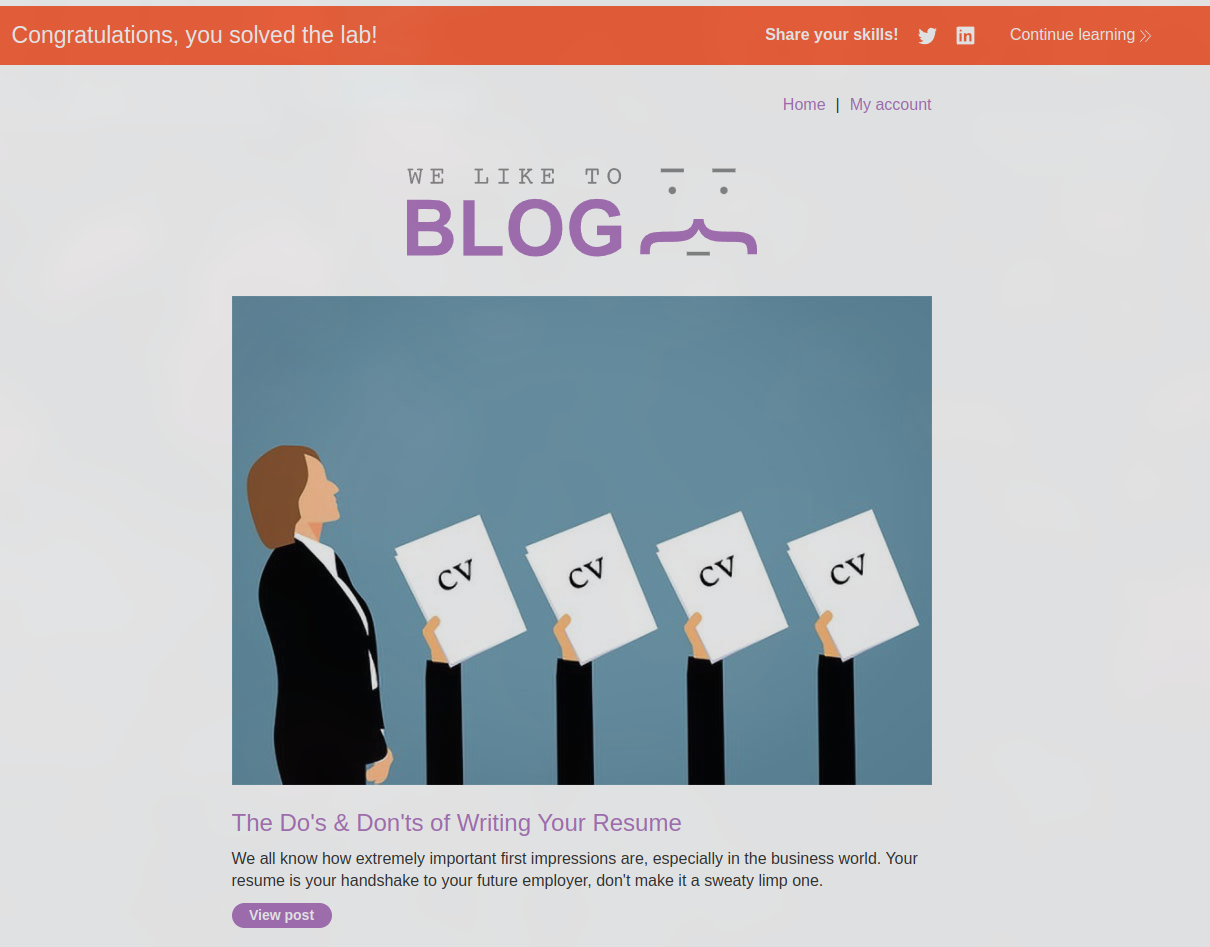 Congratulations, you solved the lab!
Share your skills!
Continue learning
Home | My account
WE LIKE TO
BLOG
CV
CV
CV
CV
The Do's & Don'ts of Writing Your Resume
We all know how extremely important first impressions are, especially in the business world. Your
resume is your handshake to your future employer, don't make it a sweaty limp one.
View post